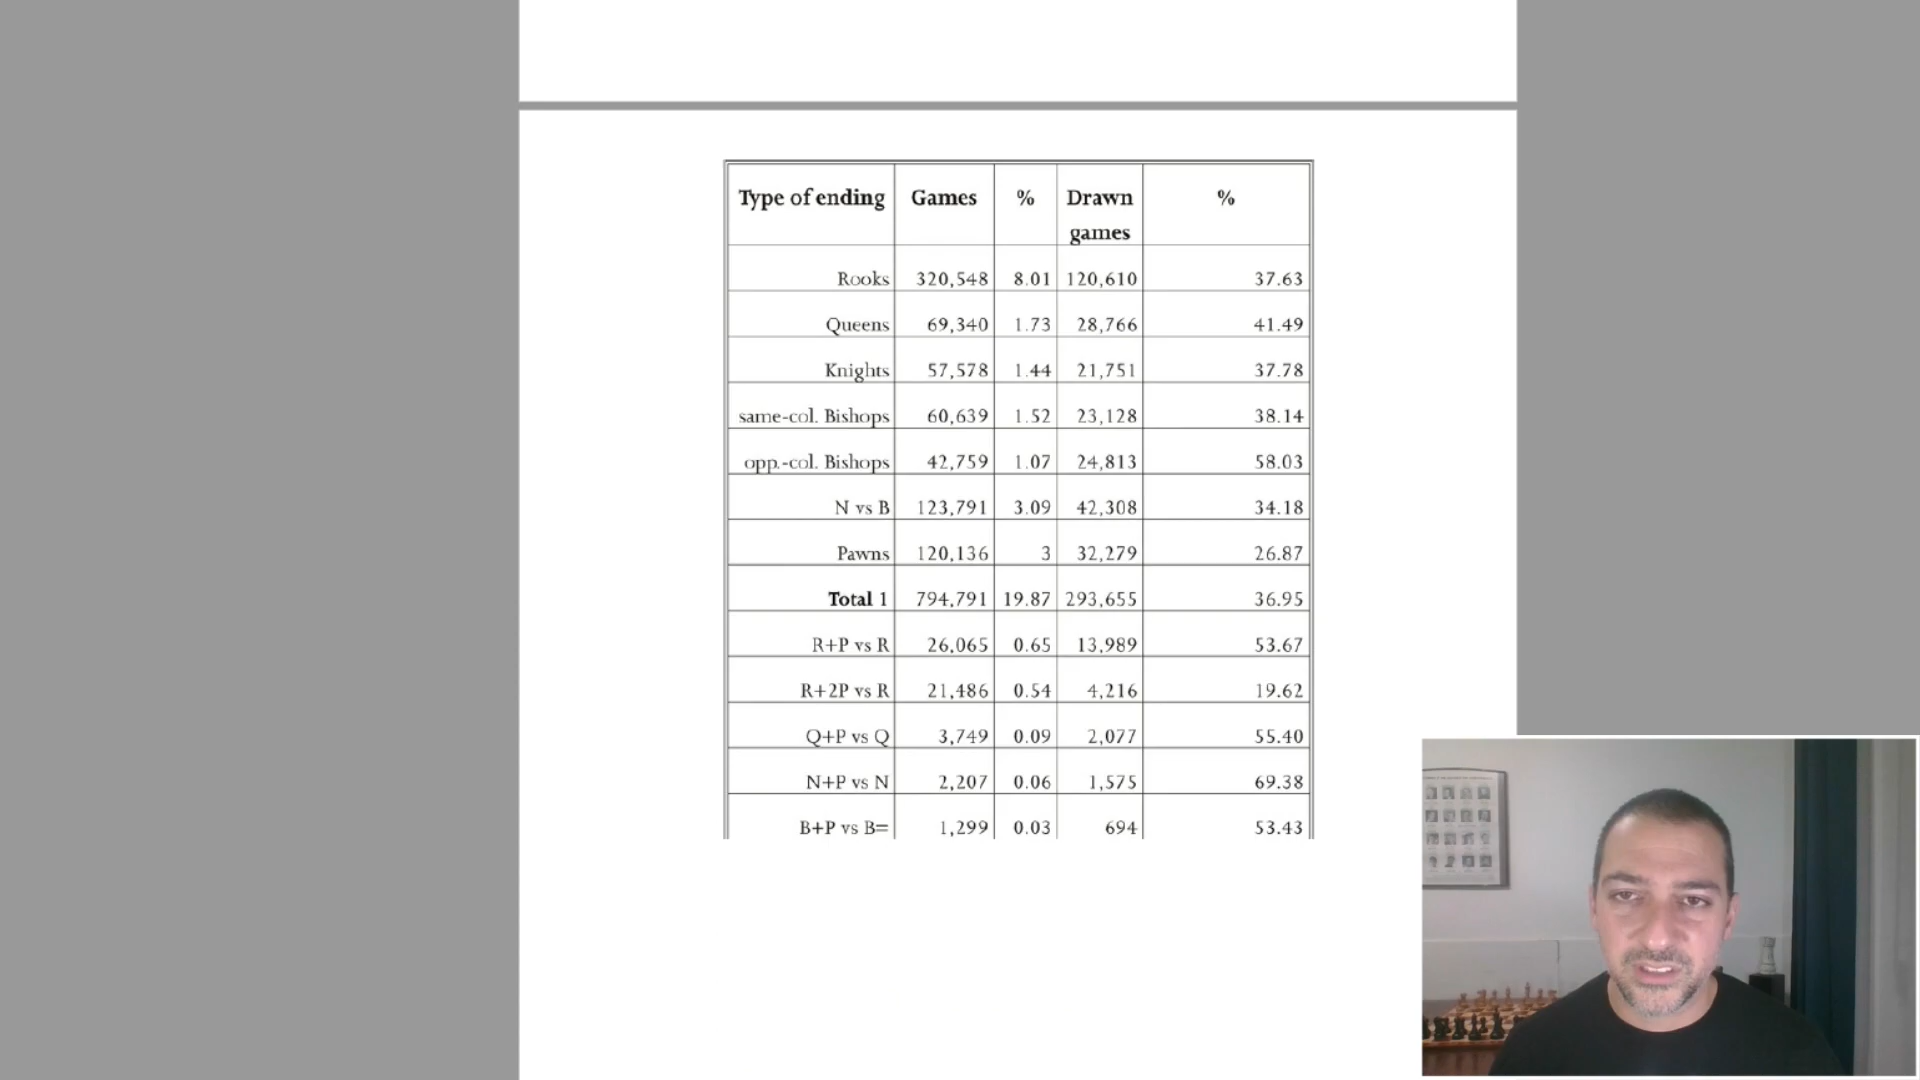 Type of ending Games % Drawn games %
Rooks 320,548 8.01 120,610 37.63
Queens 69,340 1.73 28,766 41.49
Knights 57,578 1.44 21,751 37.78
same-col. Bishops 60,639 1.52 23,128 38.14
opp.-col. Bishops 42,759 1.07 24,813 58.03
N vs B 123,791 3.09 42,308 34.18
Pawns 120,136 3 32,279 26.87
Total 1 794,791 19.87 293,655 36.95
R+P vs R 26,065 0.65 13,989 53.67
R+2P vs R 21,486 0.54 4,216 19.62
Q+P vs Q 3,749 0.09 2,077 55.40
N+P vs N 2,207 0.06 1,575 69.38
B+P vs B= 1,299 0.03 694 53.43